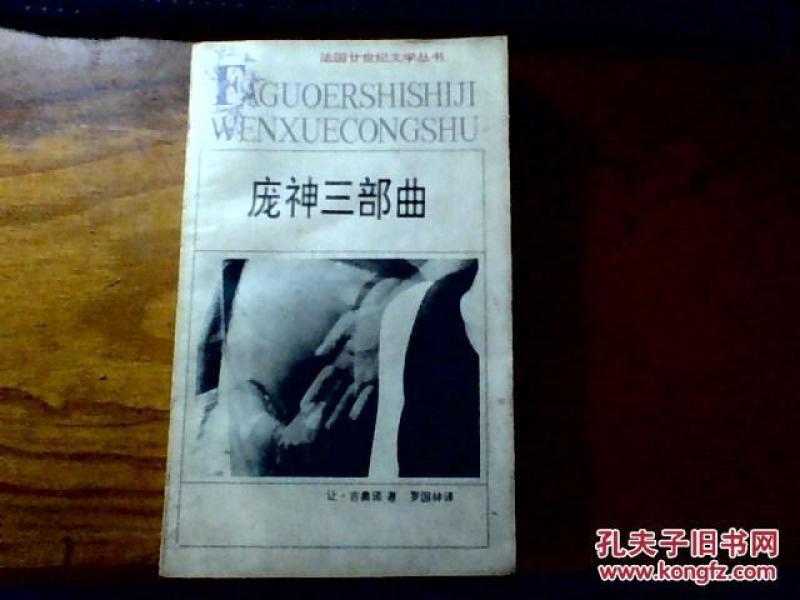 法国廿世纪文学丛书
FAGUOERSHISHIJI
WENXUECONGSHU
庞神三部曲
让·吉奥诺 著 罗国林译
孔夫子旧书网
www.kongfz.com